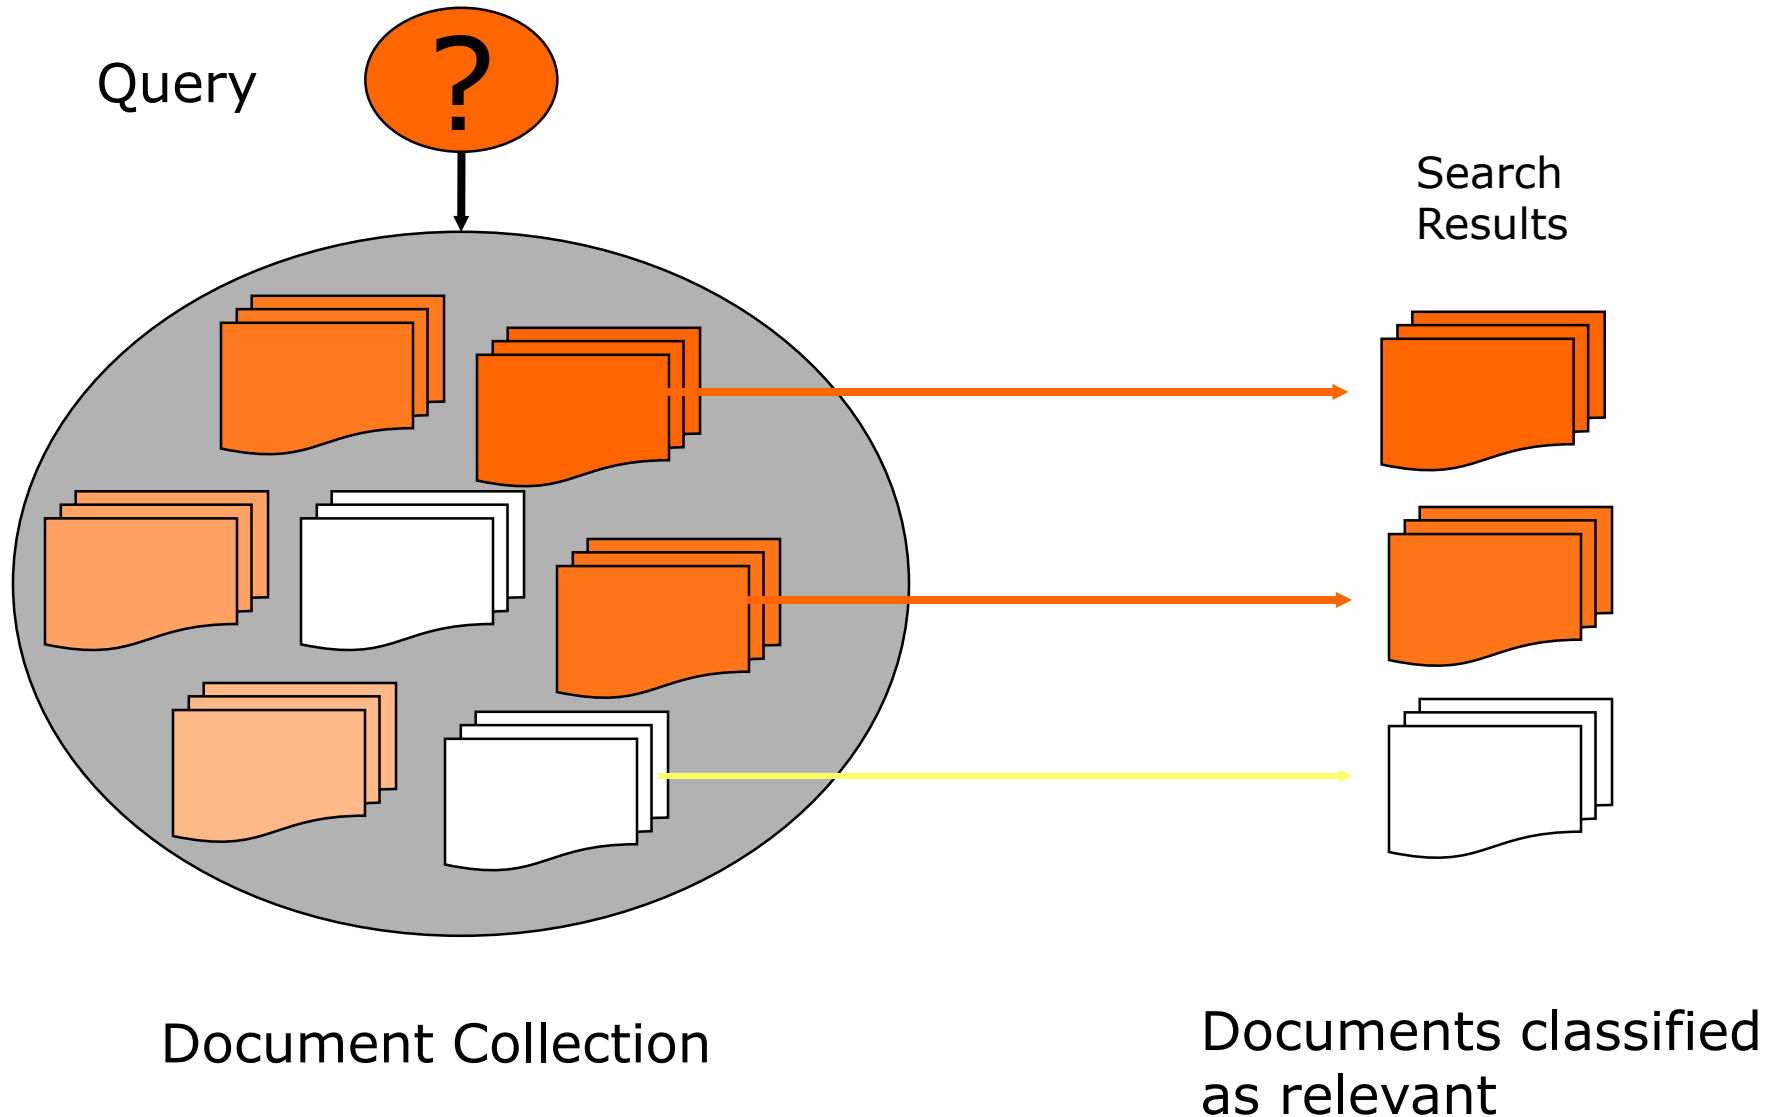 Query
?
Search
Results
Document Collection
Documents classified
as relevant